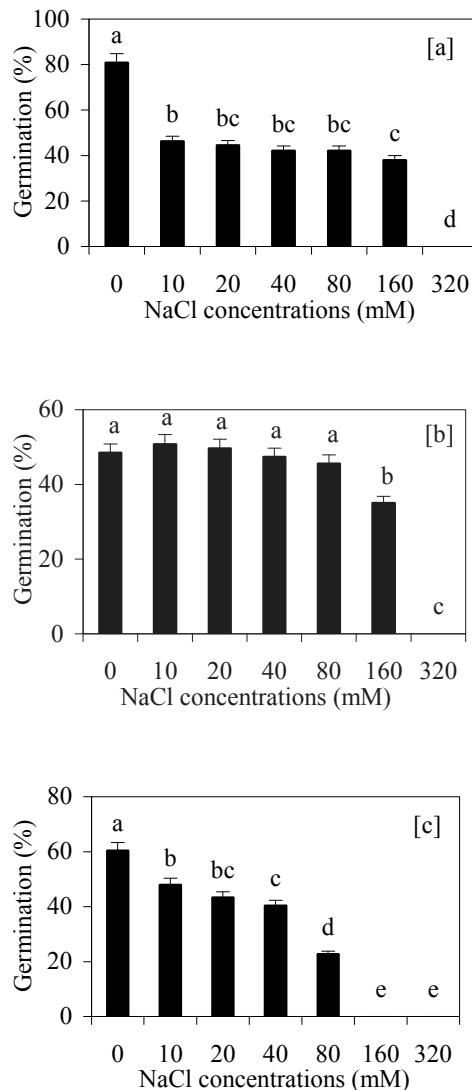 100
80
60
40
20
0
Germination (%)
[a]
a
b
bc
bc
bc
c
d
0 10 20 40 80 160 320
NaCl concentrations (mM)
60
40
20
0
Germination (%)
[b]
a
a
a
a
a
b
c
0 10 20 40 80 160 320
NaCl concentrations (mM)
80
60
40
20
0
Germination (%)
[c]
a
b
bc
c
d
e
e
0 10 20 40 80 160 320
NaCl concentrations (mM)